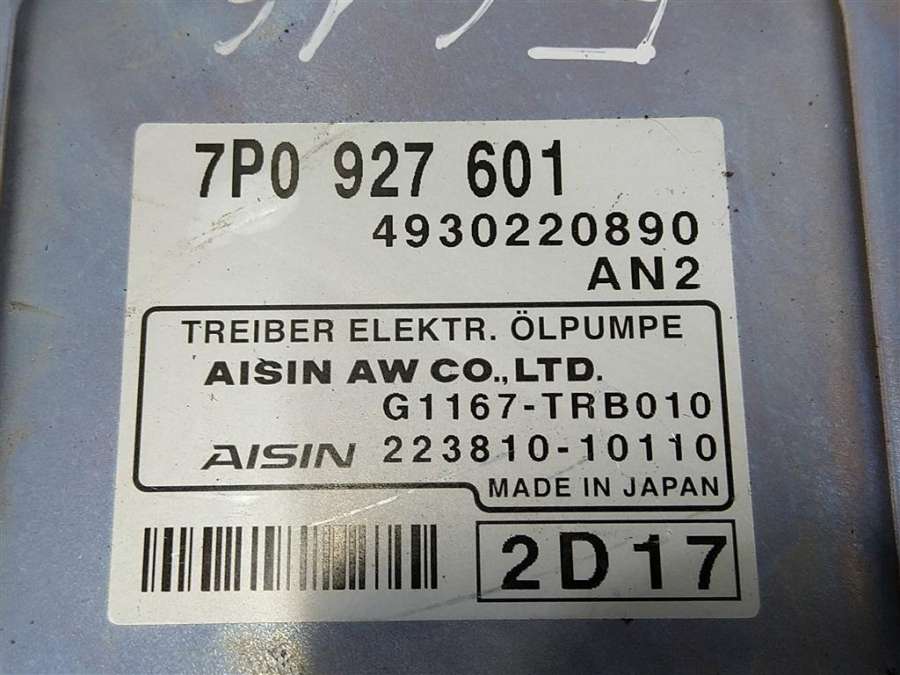 7P0 927 601
4930220890
AN2
TREIBER ELEKTR. ÖLPUMPE
AISIN AW CO.,LTD.
G1167-TRB010
AISIN 223810-10110
MADE IN JAPAN
2D17